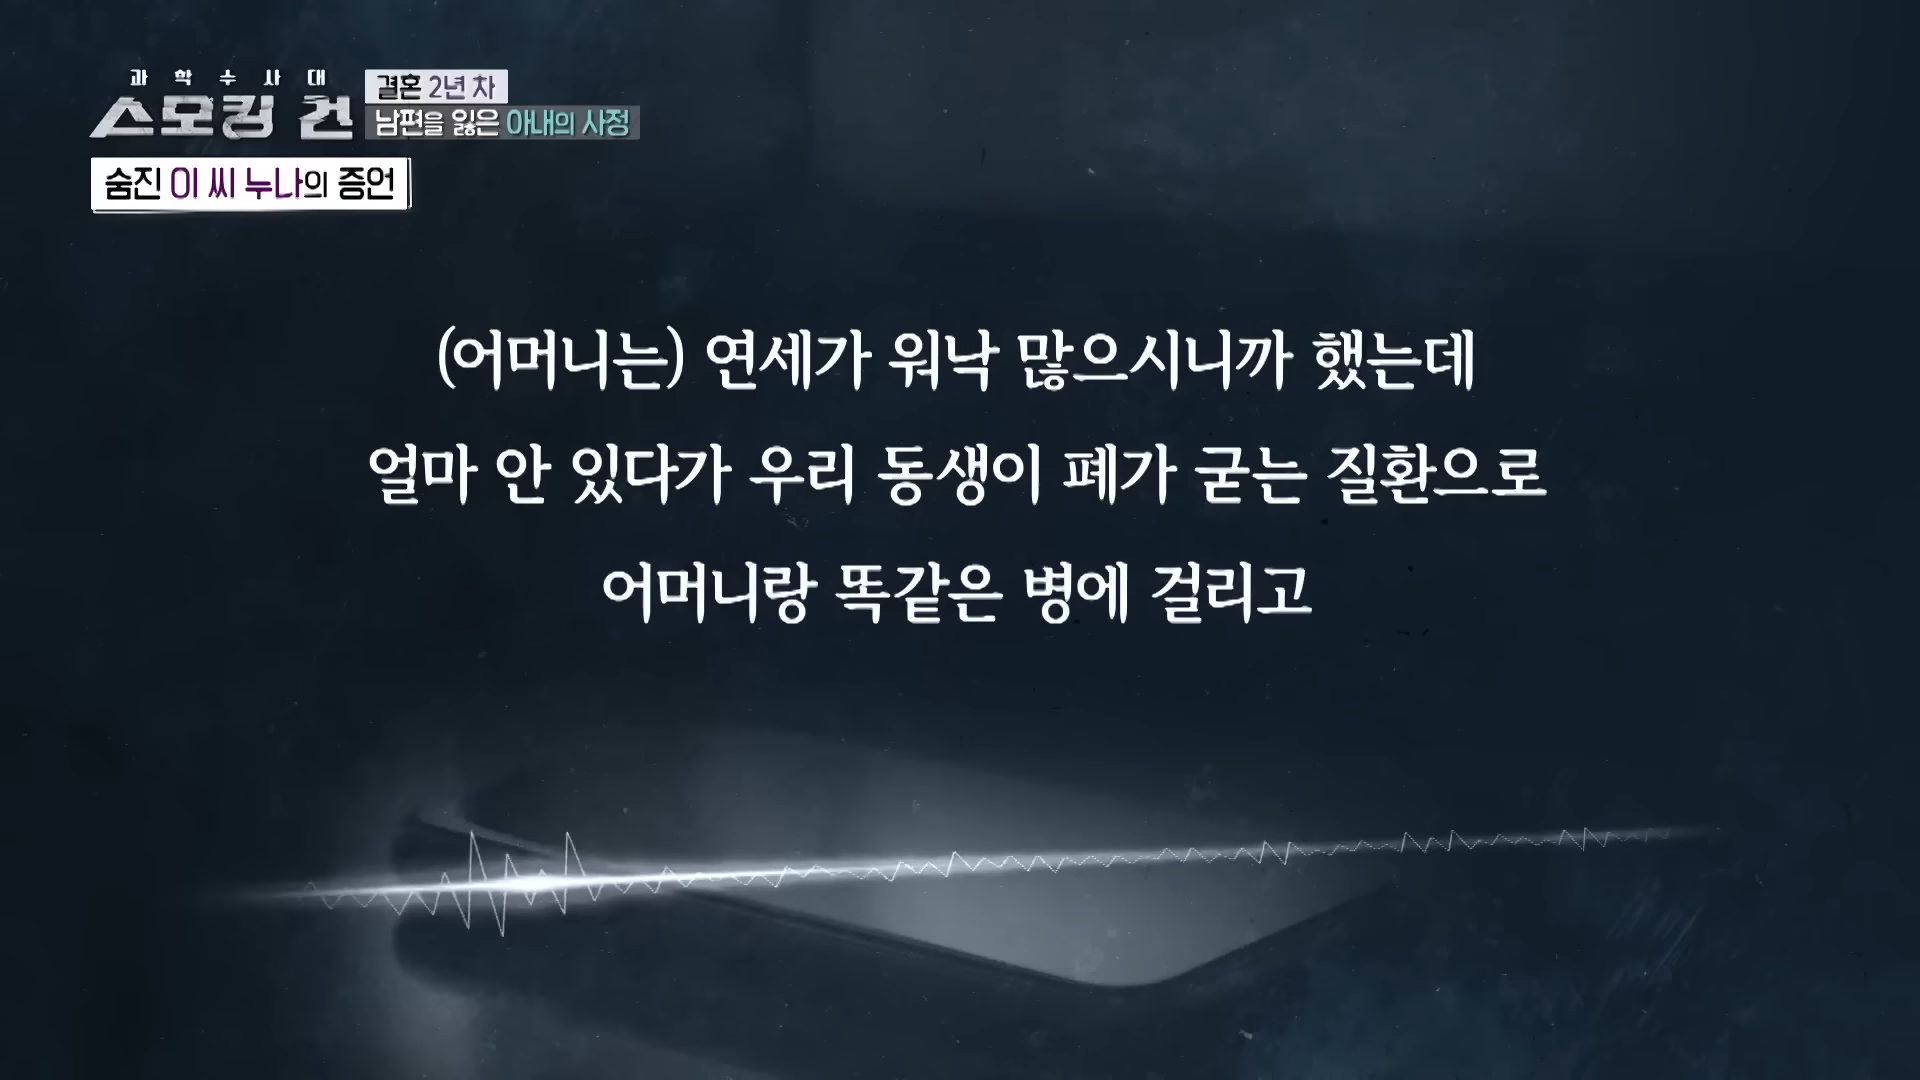 과학수사대
스모킹 건
결혼 2년 차
남편을 잃은 아내의 사정
숨진 이 씨 누나의 증언
(어머니는) 연세가 워낙 많으시니까 했는데
얼마 안 있다가 우리 동생이 폐가 굳는 질환으로
어머니랑 똑같은 병에 걸리고